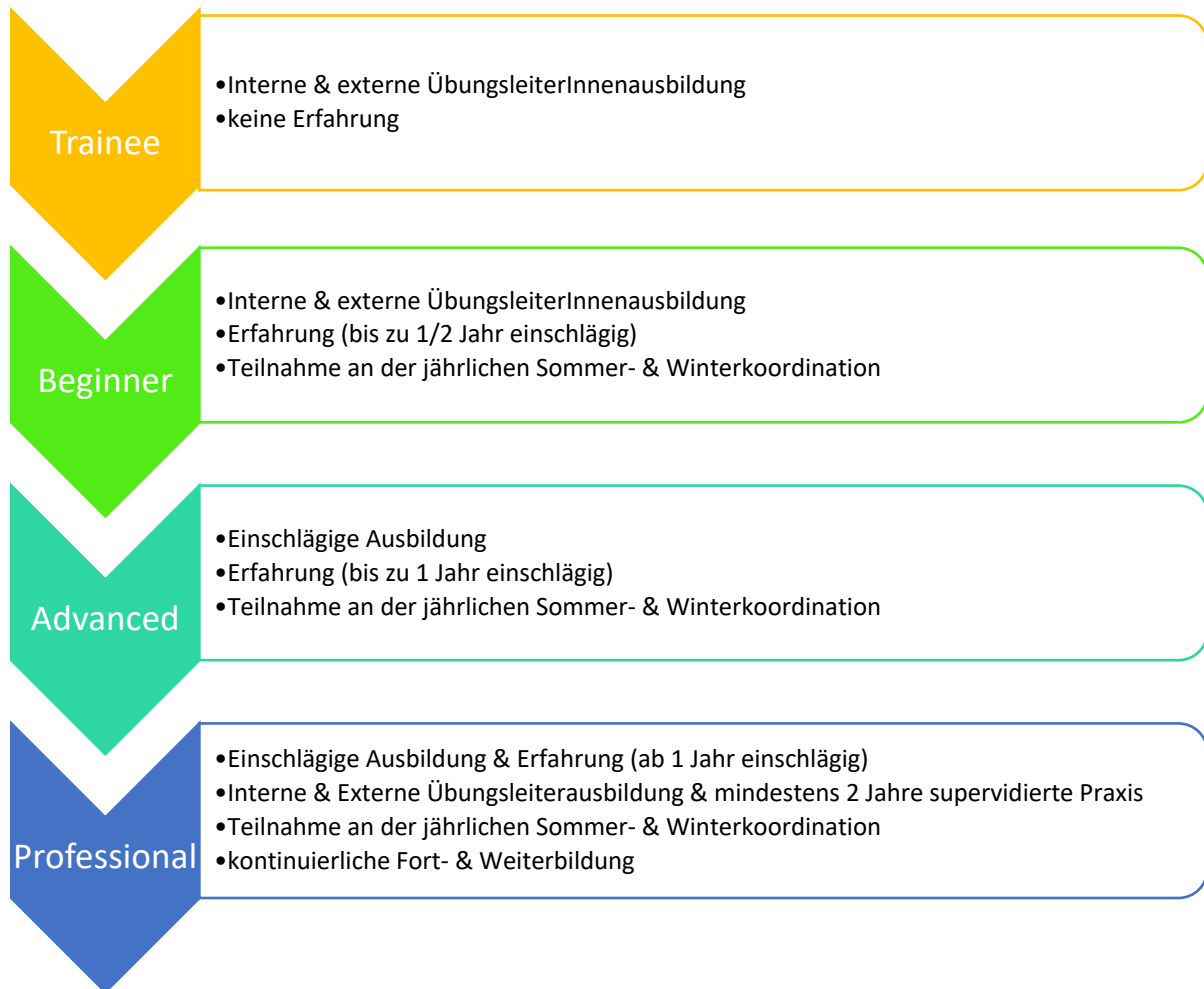 Trainee
•Interne & externe ÜbungsleiterInnenausbildung
•keine Erfahrung
Beginner
•Interne & externe ÜbungsleiterInnenausbildung
•Erfahrung (bis zu 1/2 Jahr einschlägig)
•Teilnahme an der jährlichen Sommer- & Winterkoordination
Advanced
•Einschlägige Ausbildung
•Erfahrung (bis zu 1 Jahr einschlägig)
•Teilnahme an der jährlichen Sommer- & Winterkoordination
Professional
•Einschlägige Ausbildung & Erfahrung (ab 1 Jahr einschlägig)
•Interne & Externe Übungsleiterausbildung & mindestens 2 Jahre supervidierte Praxis
•Teilnahme an der jährlichen Sommer- & Winterkoordination
•kontinuierliche Fort- & Weiterbildung